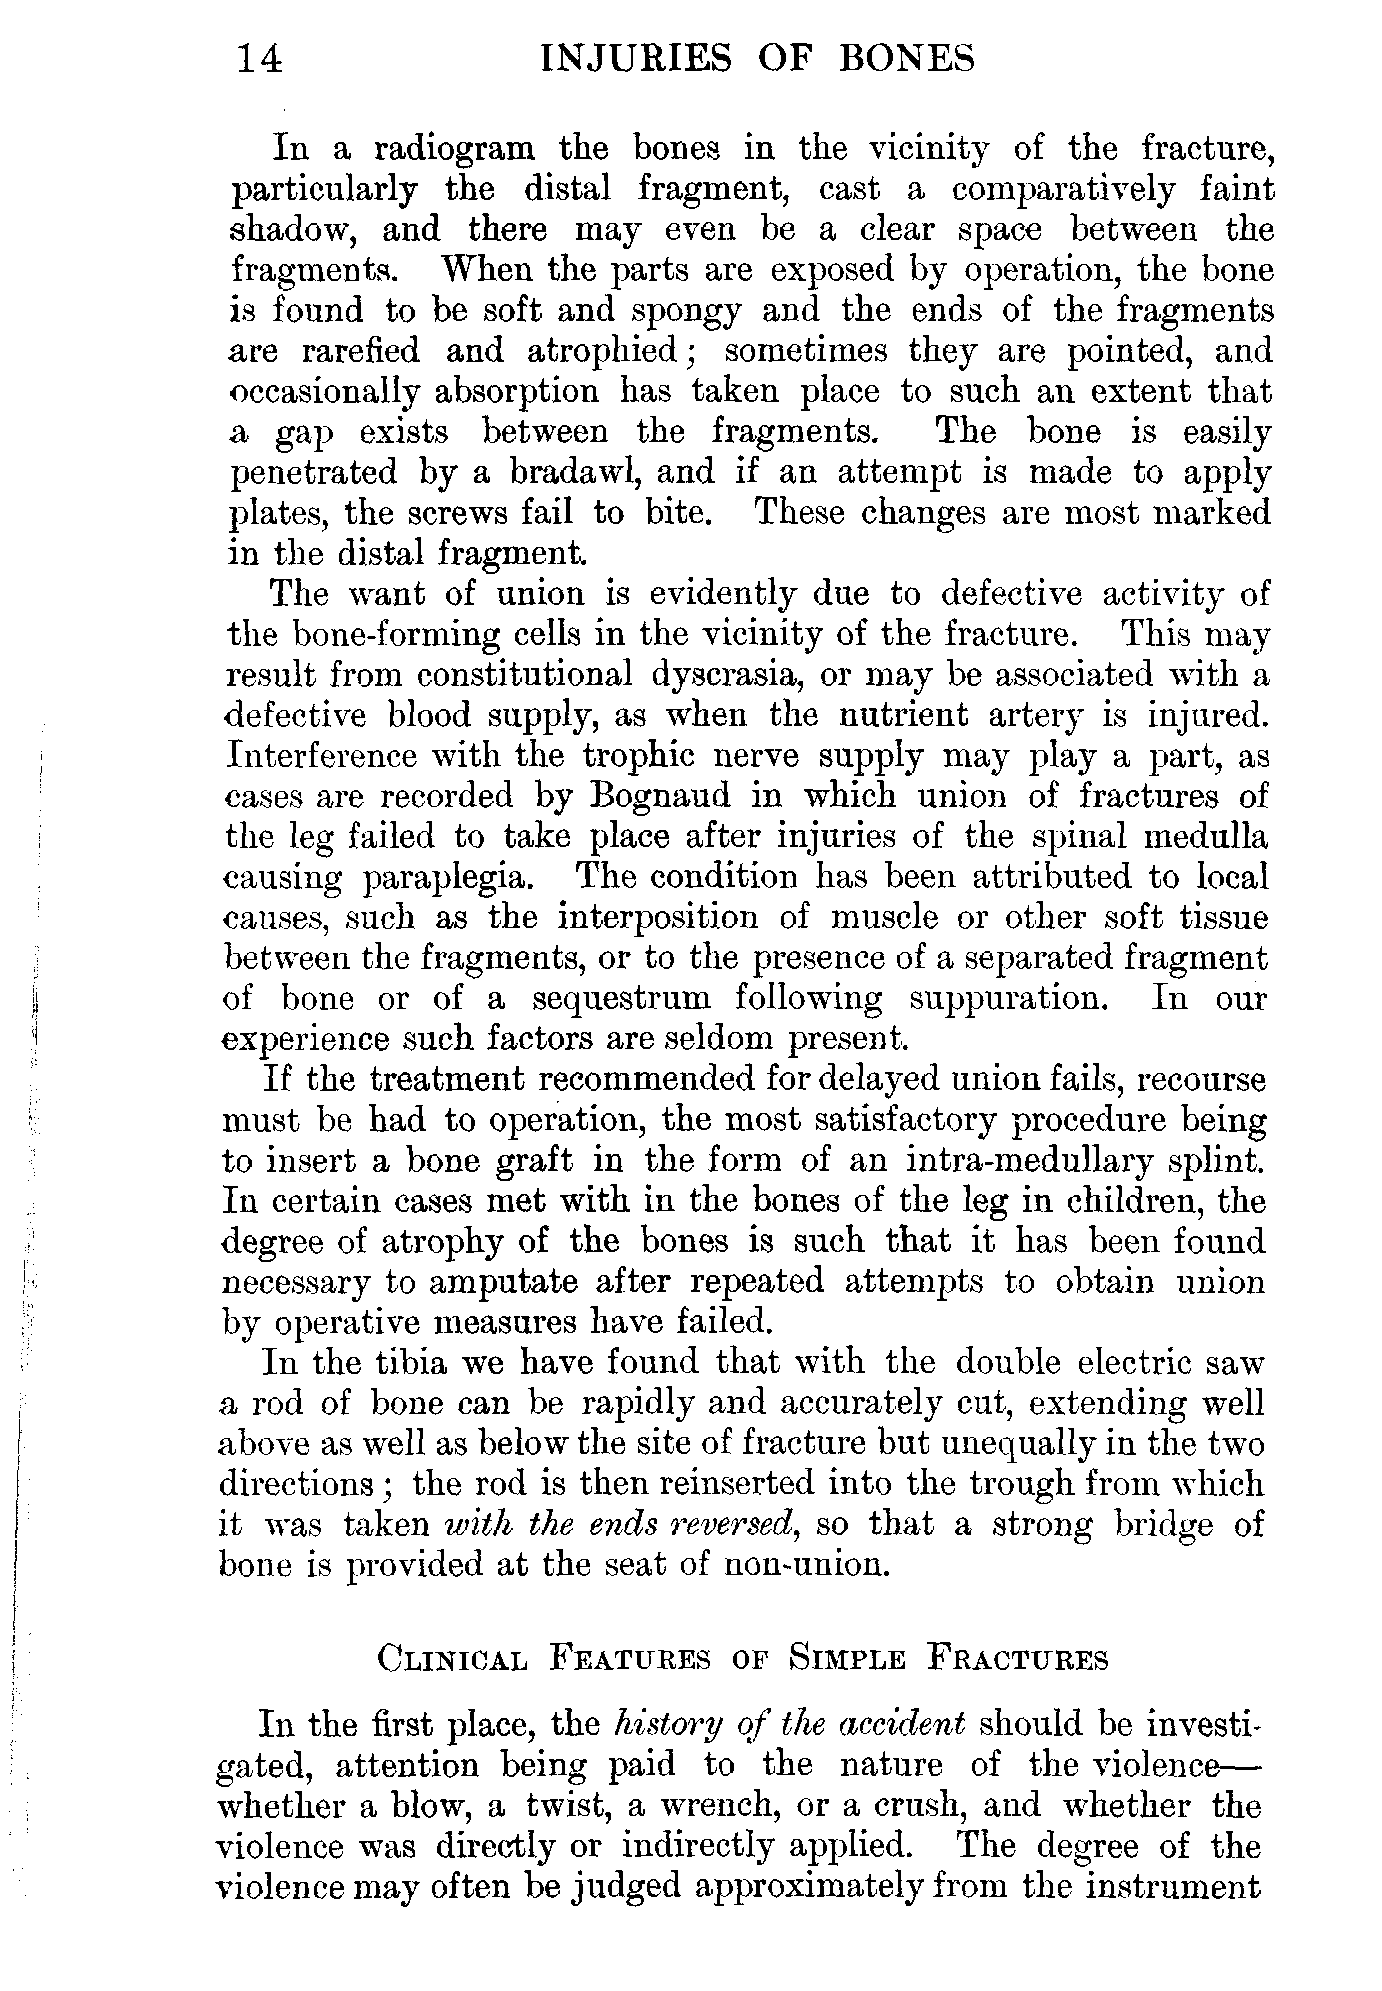 14 INJURIES OF BONES
In a radiogram the bones in the vicinity of the fracture,
particularly the distal fragment, cast a comparatively faint
shadow, and there may even be a clear space between the
fragments. When the parts are exposed by operation, the bone
is found to be soft and spongy and the ends of the fragments
are rarefied and atrophied; sometimes they are pointed, and
occasionally absorption has taken place to such an extent that
a gap exists between the fragments. The bone is easily
penetrated by a bradawl, and if an attempt is made to apply
plates, the screws fail to bite. These changes are most marked
in the distal fragment.
The want of union is evidently due to defective activity of
the bone-forming cells in the vicinity of the fracture. This may
result from constitutional dyscrasia, or may be associated with a
defective blood supply, as when the nutrient artery is injured.
Interference with the trophic nerve supply may play a part, as
cases are recorded by Bognaud in which union of fractures of
the leg failed to take place after injuries of the spinal medulla
causing paraplegia. The condition has been attributed to local
causes, such as the interposition of muscle or other soft tissue
between the fragments, or to the presence of a separated fragment
of bone or of a sequestrum following suppuration. In our
experience such factors are seldom present.
If the treatment recommended for delayed union fails, recourse
must be had to operation, the most satisfactory procedure being
to insert a bone graft in the form of an intra-medullary splint.
In certain cases met with in the bones of the leg in children, the
degree of atrophy of the bones is such that it has been found
necessary to amputate after repeated attempts to obtain union
by operative measures have failed.
In the tibia we have found that with the double electric saw
a rod of bone can be rapidly and accurately cut, extending well
above as well as below the site of fracture but unequally in the two
directions; the rod is then reinserted into the trough from which
it was taken with the ends reversed, so that a strong bridge of
bone is provided at the seat of non-union.
CLINICAL FEATURES OF SIMPLE FRACTURES
In the first place, the history of the accident should be investi-
gated, attention being paid to the nature of the violence—
whether a blow, a twist, a wrench, or a crush, and whether the
violence was directly or indirectly applied. The degree of the
violence may often be judged approximately from the instrument